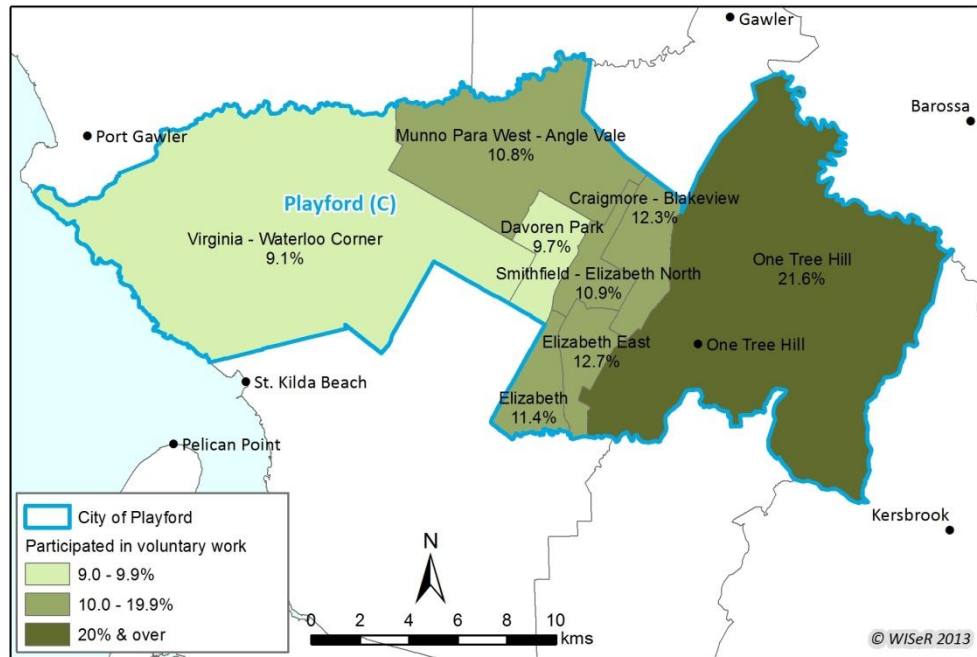 Gawler
Barossa
Port Gawler
Munno Para West - Angle Vale
10.8%
Playford (C)
Craigmore - Blakeview
12.3%
Davoren Park
9.7%
Virginia - Waterloo Corner
9.1%
One Tree Hill
21.6%
Smithfield - Elizabeth North
10.9%
Elizabeth East
12.7%
One Tree Hill
St. Kilda Beach
Elizabeth
11.4%
Pelican Point
Kersbrook
City of Playford
Participated in voluntary work
9.0 - 9.9%
10.0 - 19.9%
20% & over
N
0 2 4 6 8 10
kms
© WISeR 2013